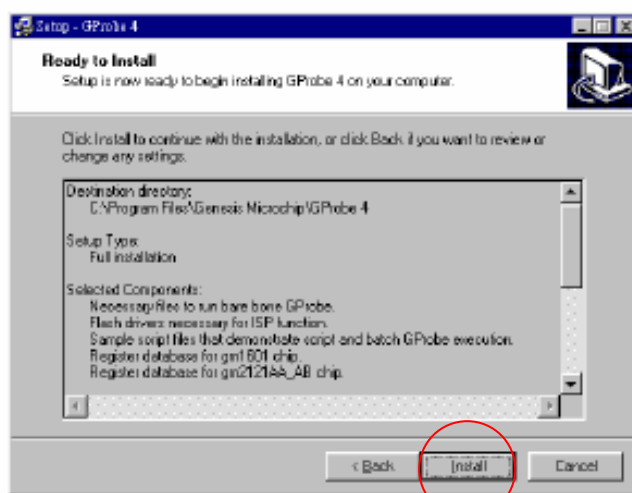 Setup - GProbe 4
Ready to Install
Setup is now ready to begin installing GProbe 4 on your computer.
Click Install to continue with the installation, or click Back if you want to review or
change any settings.
Destination directory:
C:\Program Files\Genesis Microchip\GProbe 4
Setup Type:
Full installation
Selected Components:
Necessary files to run bare bone GProbe.
Flash drivers necessary for ISP function.
Sample script files that demonstrate script and batch GProbe execution.
Register database for gm1601 chip.
Register database for gm2121AA_AB chip.
< Back
Install
Cancel